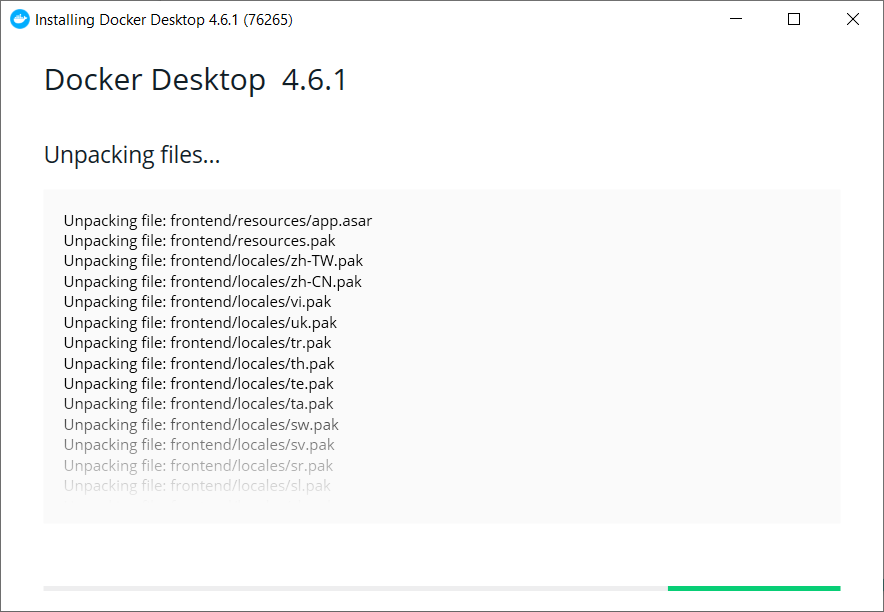 Installing Docker Desktop 4.6.1 (76265)
Docker Desktop 4.6.1
Unpacking files...
Unpacking file: frontend/resources/app.asar
Unpacking file: frontend/resources.pak
Unpacking file: frontend/locales/zh-TW.pak
Unpacking file: frontend/locales/zh-CN.pak
Unpacking file: frontend/locales/vi.pak
Unpacking file: frontend/locales/uk.pak
Unpacking file: frontend/locales/tr.pak
Unpacking file: frontend/locales/th.pak
Unpacking file: frontend/locales/te.pak
Unpacking file: frontend/locales/ta.pak
Unpacking file: frontend/locales/sw.pak
Unpacking file: frontend/locales/sv.pak
Unpacking file: frontend/locales/sr.pak
Unpacking file: frontend/locales/sl.pak